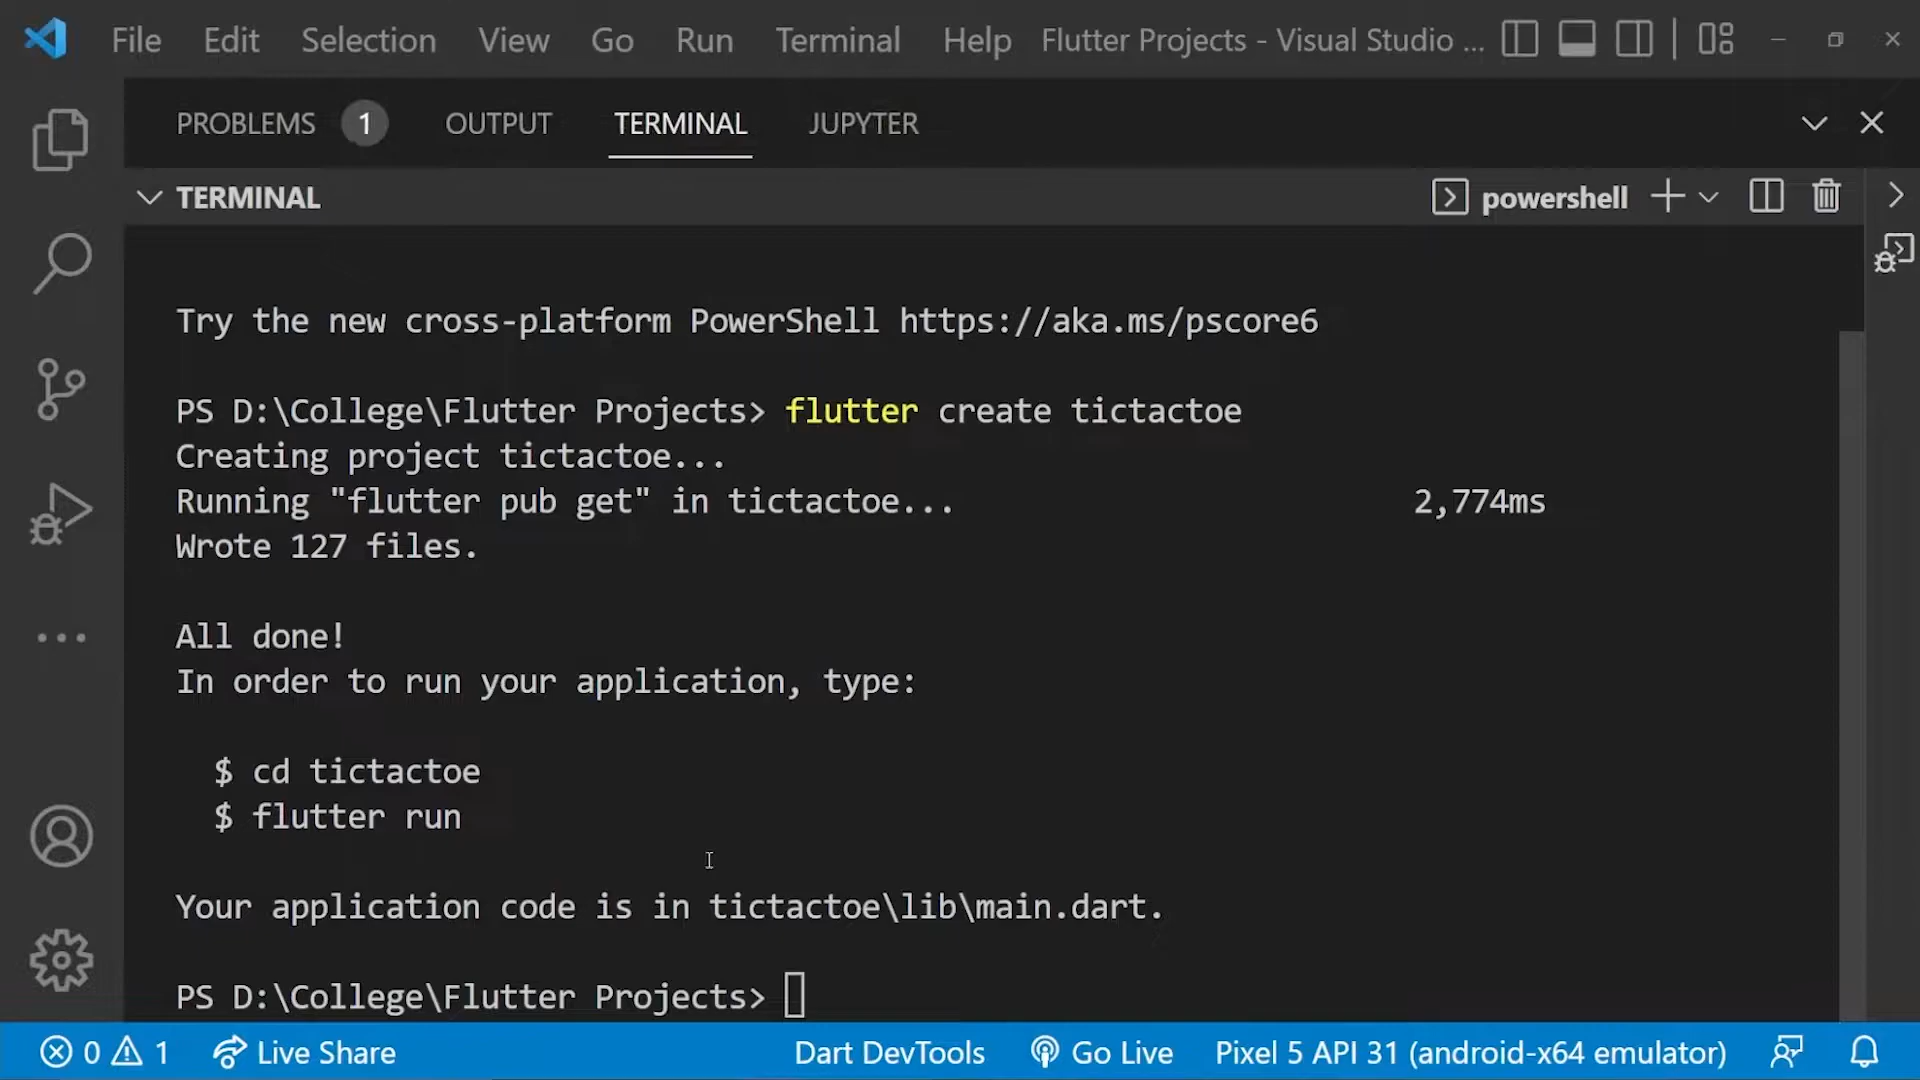 File Edit Selection View Go Run Terminal Help Flutter Projects - Visual Studio ...
PROBLEMS 1 OUTPUT TERMINAL JUPYTER
TERMINAL powershell
Try the new cross-platform PowerShell https://aka.ms/pscore6
PS D:\College\Flutter Projects> flutter create tictactoe
Creating project tictactoe...
Running "flutter pub get" in tictactoe... 2,774ms
Wrote 127 files.
All done!
In order to run your application, type:
$ cd tictactoe
$ flutter run
Your application code is in tictactoe\lib\main.dart.
PS D:\College\Flutter Projects>
0 1 Live Share Dart DevTools Go Live Pixel 5 API 31 (android-x64 emulator)